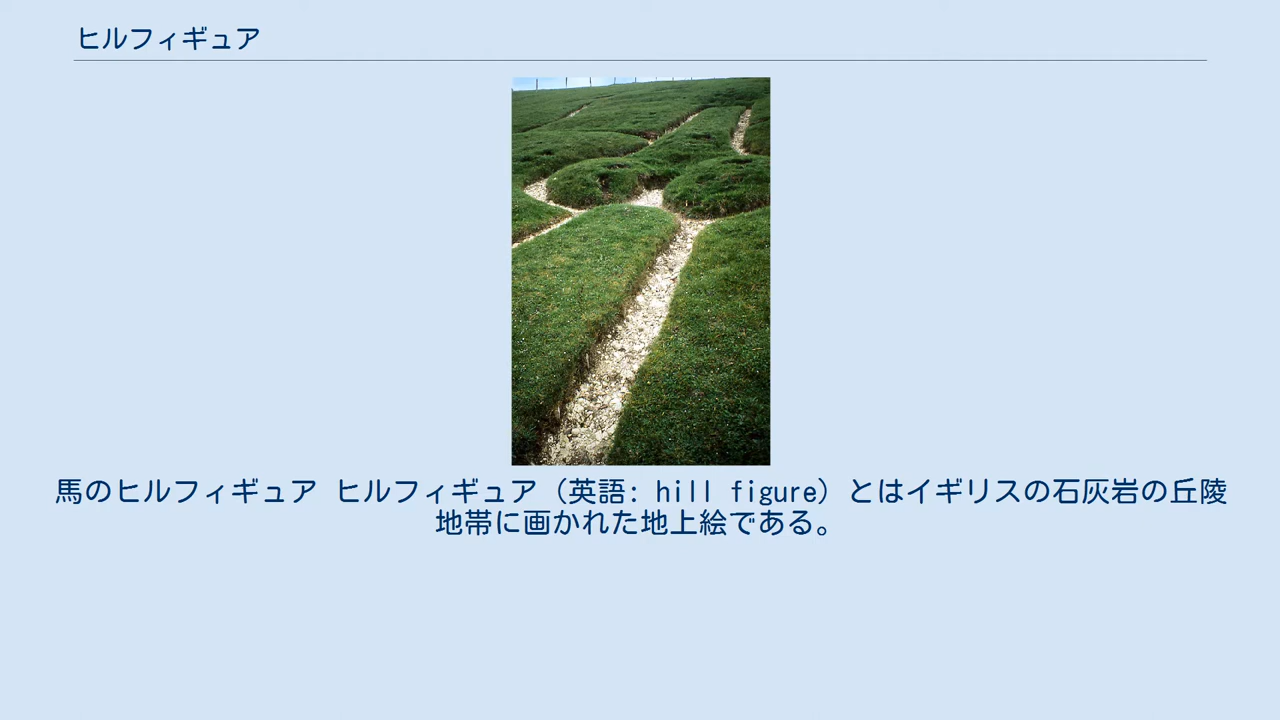 ヒルフィギュア
馬のヒルフィギュア ヒルフィギュア（英語: hill figure）とはイギリスの石灰岩の丘陵
地帯に画かれた地上絵である。